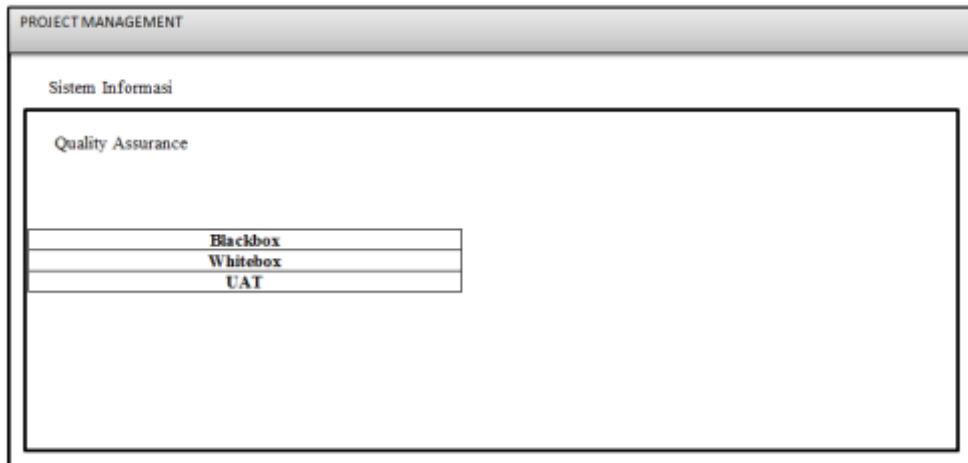 PROJECT MANAGEMENT
Sistem Informasi
Quality Assurance
Blackbox
Whitebox
UAT